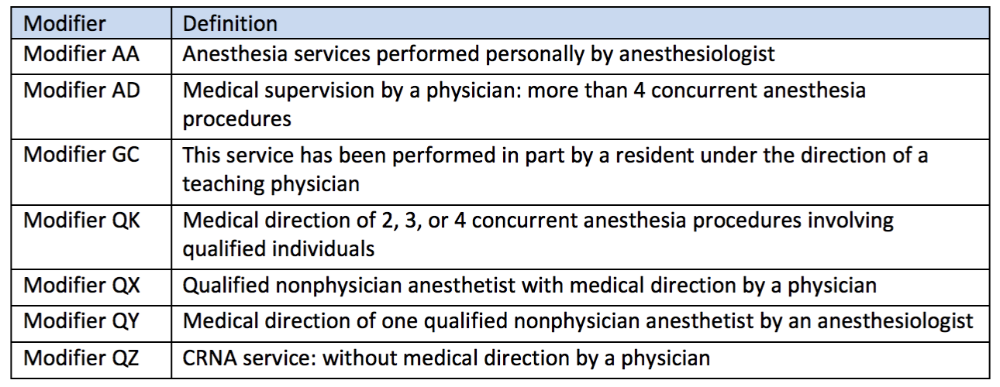 Modifier Definition
Modifier AA Anesthesia services performed personally by anesthesiologist
Modifier AD Medical supervision by a physician: more than 4 concurrent anesthesia
procedures
Modifier GC This service has been performed in part by a resident under the direction of a
teaching physician
Modifier QK Medical direction of 2, 3, or 4 concurrent anesthesia procedures involving
qualified individuals
Modifier QX Qualified nonphysician anesthetist with medical direction by a physician
Modifier QY Medical direction of one qualified nonphysician anesthetist by an anesthesiologist
Modifier QZ CRNA service: without medical direction by a physician